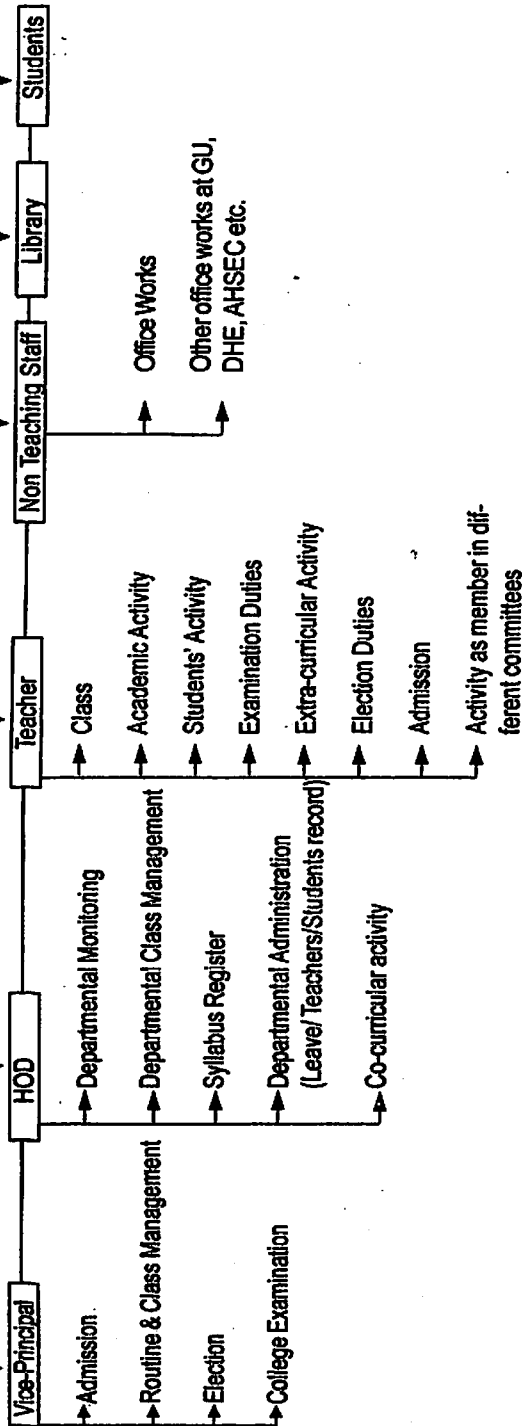 Vice-Principal
Admission
Routine & Class Management
Election
College Examination
HOD
Departmental Monitoring
Departmental Class Management
Syllabus Register
Departmental Administration
(Leave/ Teachers/Students record)
Co-curricular activity
Teacher
Class
Academic Activity
Students' Activity
Examination Duties
Extra-curricular Activity
Election Duties
Admission
Activity as member in dif-
ferent committees
Non Teaching Staff
Office Works
Other office works at GU,
DHE, AHSEC etc.
Library
Students